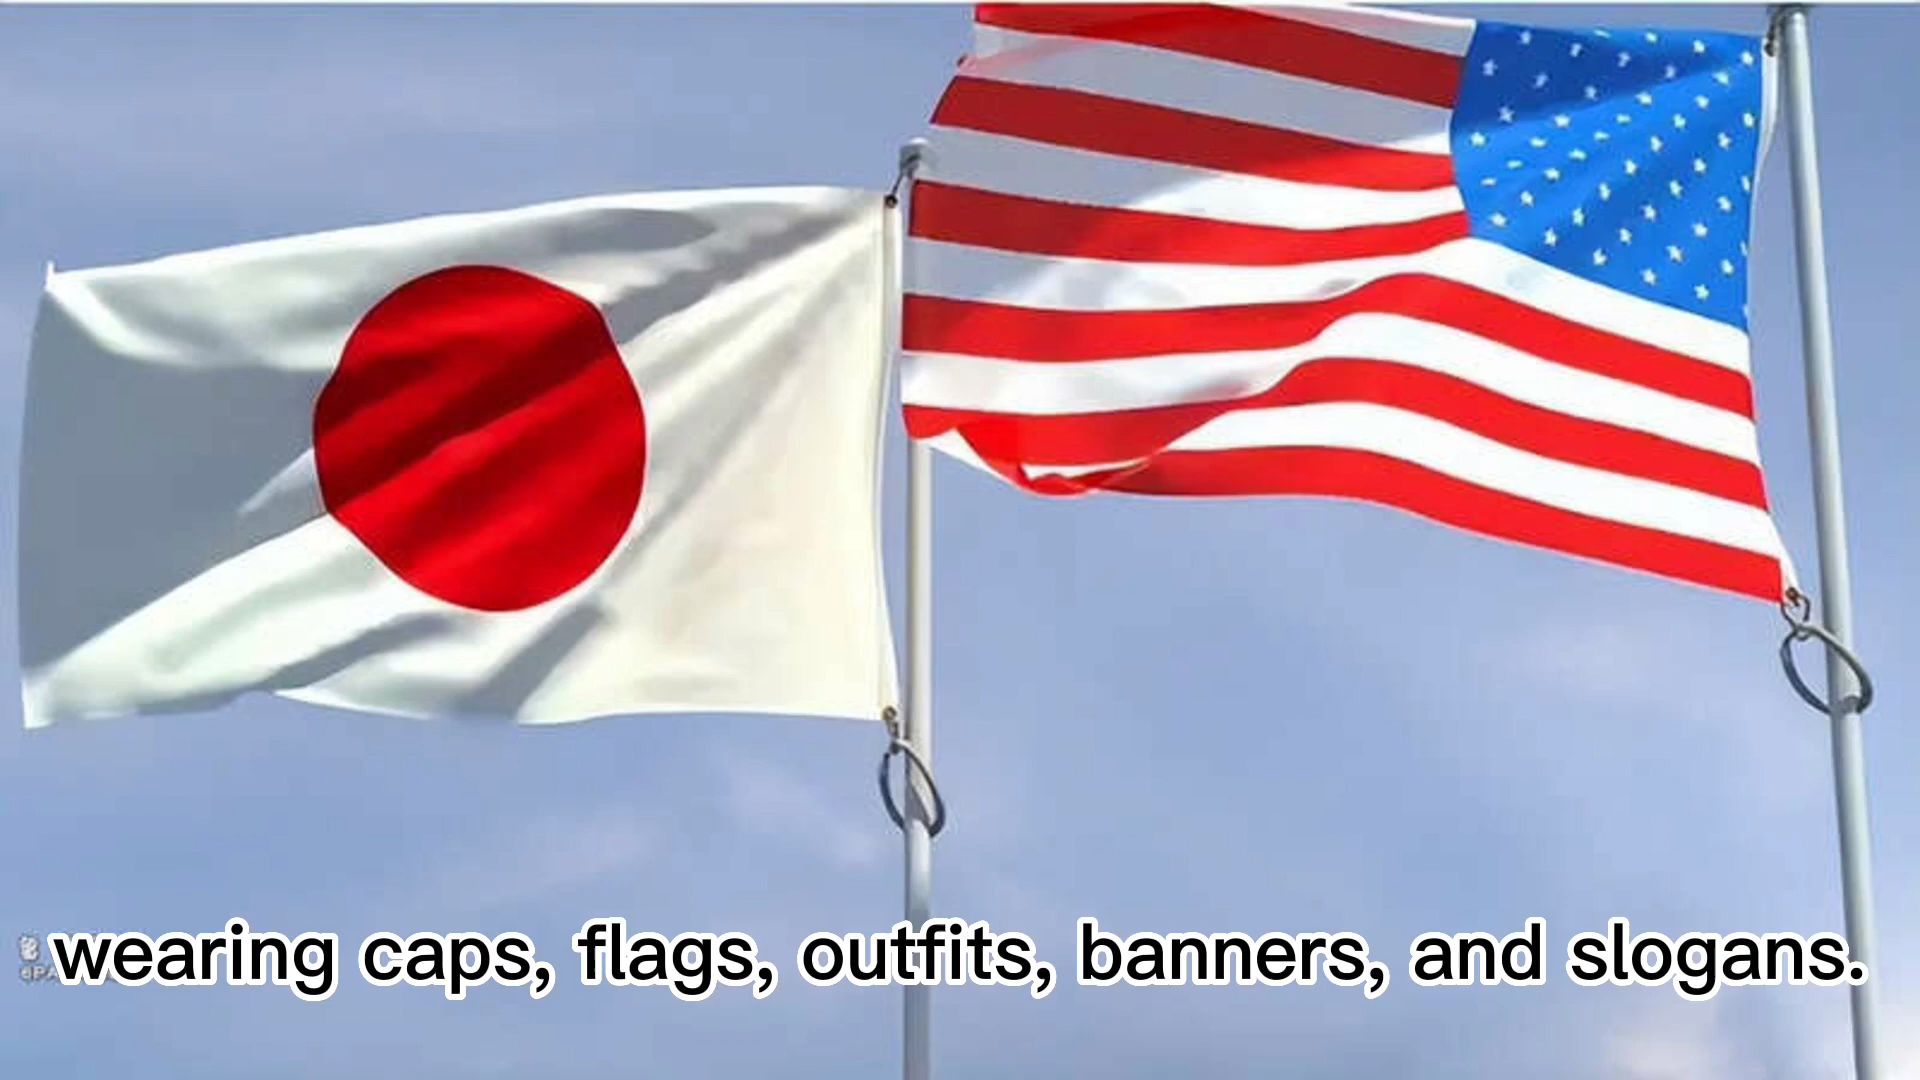 wearing caps, flags, outfits, banners, and slogans.